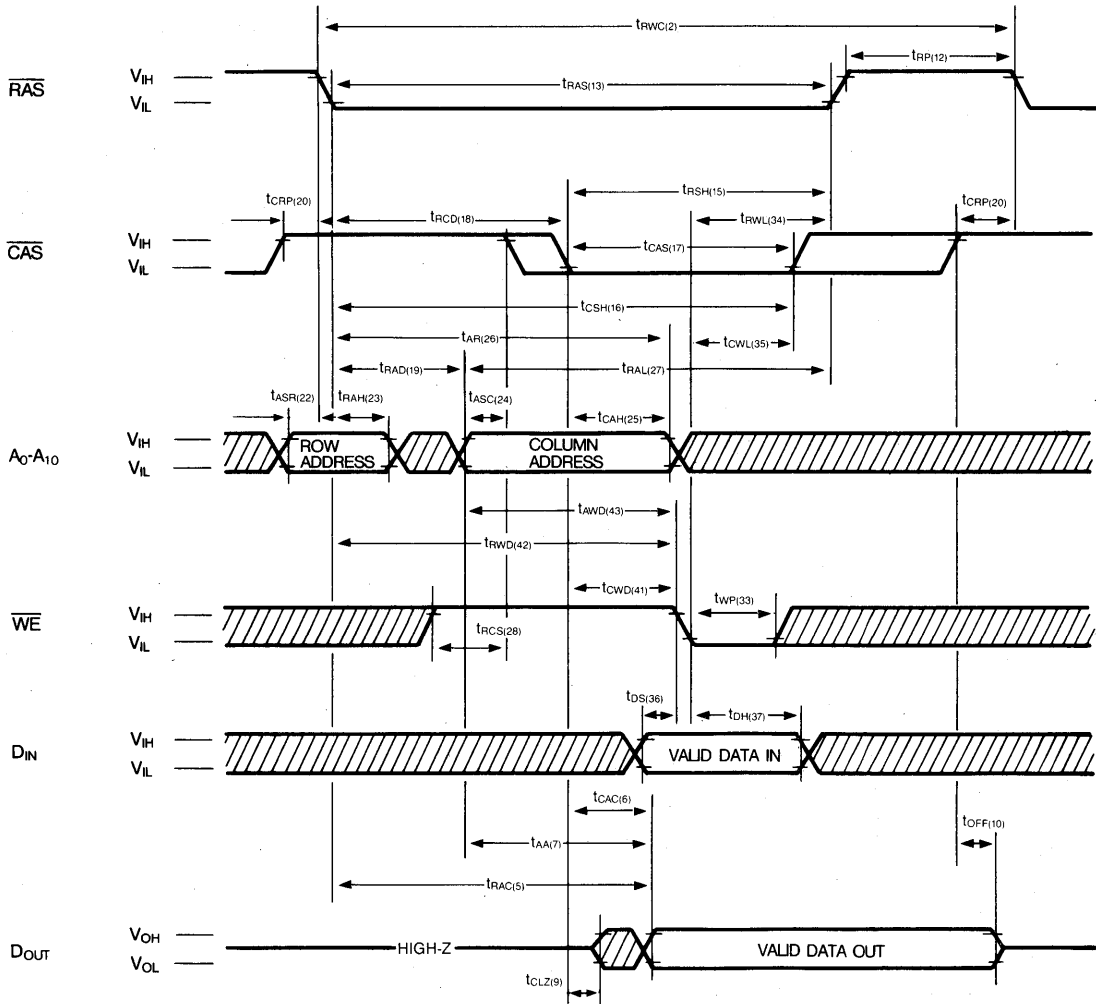 tRWC(2)
tRP(12)
RAS
VIH
VIL
tRAS(13)
tRSH(15)
tCRP(20)
tRCD(18)
tRWL(34)
tCRP(20)
CAS
VIH
VIL
tCAS(17)
tCSH(16)
tAR(26)
tCWL(35)
tRAD(19)
tRAL(27)
tASR(22)
tRAH(23)
tASC(24)
tCAH(25)
A0-A10
VIH
VIL
ROW
ADDRESS
COLUMN
ADDRESS
tAWD(43)
tRWD(42)
tCWD(41)
tWP(33)
WE
VIH
VIL
tRCS(28)
tDS(36)
tDH(37)
DIN
VIH
VIL
VALID DATA IN
tCAC(6)
tOFF(10)
tAA(7)
tRAC(5)
DOUT
VOH
VOL
HIGH-Z
VALID DATA OUT
tCLZ(9)